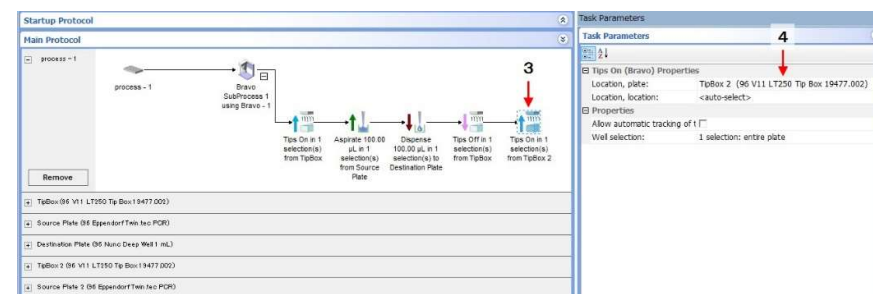 Startup Protocol
Main Protocol
process - 1
process - 1
Bravo
SubProcess 1
using Bravo - 1
3
Tips On in 1
selection(s)
from TipBox
Aspirate 100.00
µL in 1
selection(s)
from Source
Plate
Dispense
100.00 µL in 1
selection(s) to
Destination Plate
Tips Off in 1
selection(s)
from TipBox
Tips On in 1
selection(s)
from TipBox 2
Remove
TipBox (96 V11 LT250 Tip Box 19477.002)
Source Plate (96 Eppendorf Twin.tec PCR)
Destination Plate (96 Nunc Deep Well 1 mL)
TipBox 2 (96 V11 LT250 Tip Box 19477.002)
Source Plate 2 (96 Eppendorf Twin.tec PCR)
Task Parameters
Task Parameters
4
Tips On (Bravo) Properties
Location, plate: TipBox 2 (96 V11 LT250 Tip Box 19477.002)
Location, location: <auto-select>
Properties
Allow automatic tracking of t
Well selection: 1 selection: entire plate